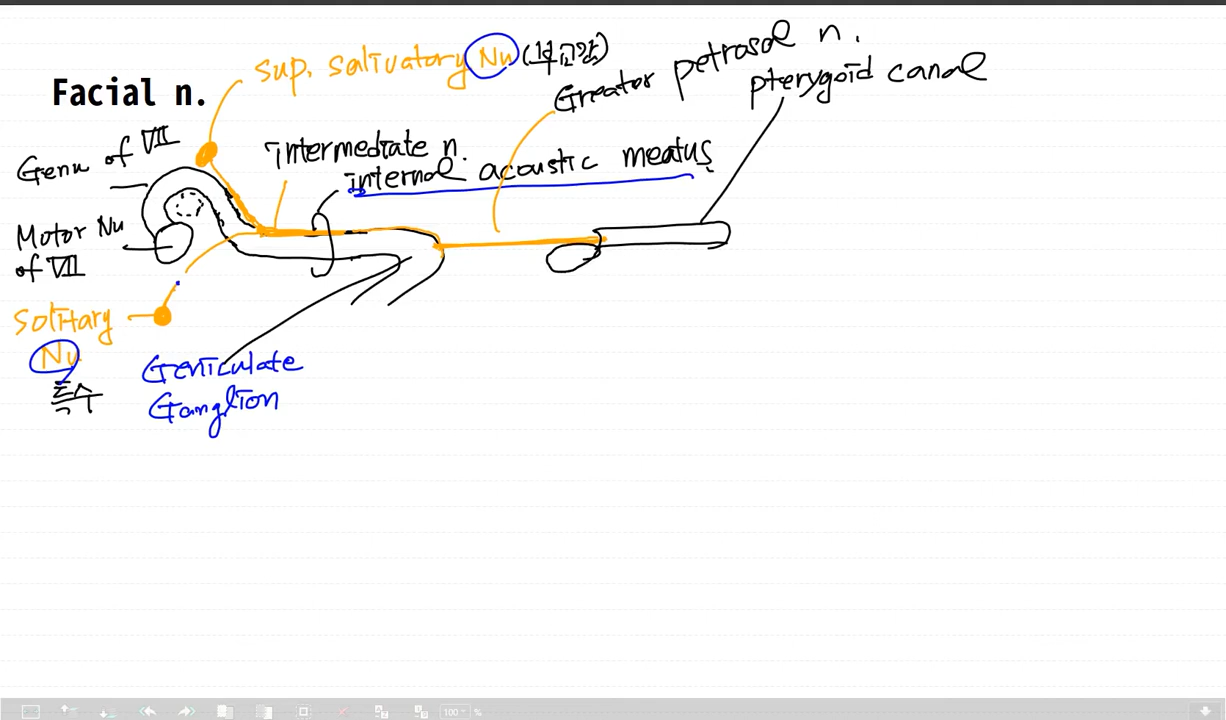 Facial n.
sup. salivatory Nu (부교감)
Greater petrosal n.
pterygoid canal
Genu of VII
intermediate n.
internal acoustic meatus
Motor Nu
of VII
solitary
Nu
특수
Geniculate
Ganglion
100 %